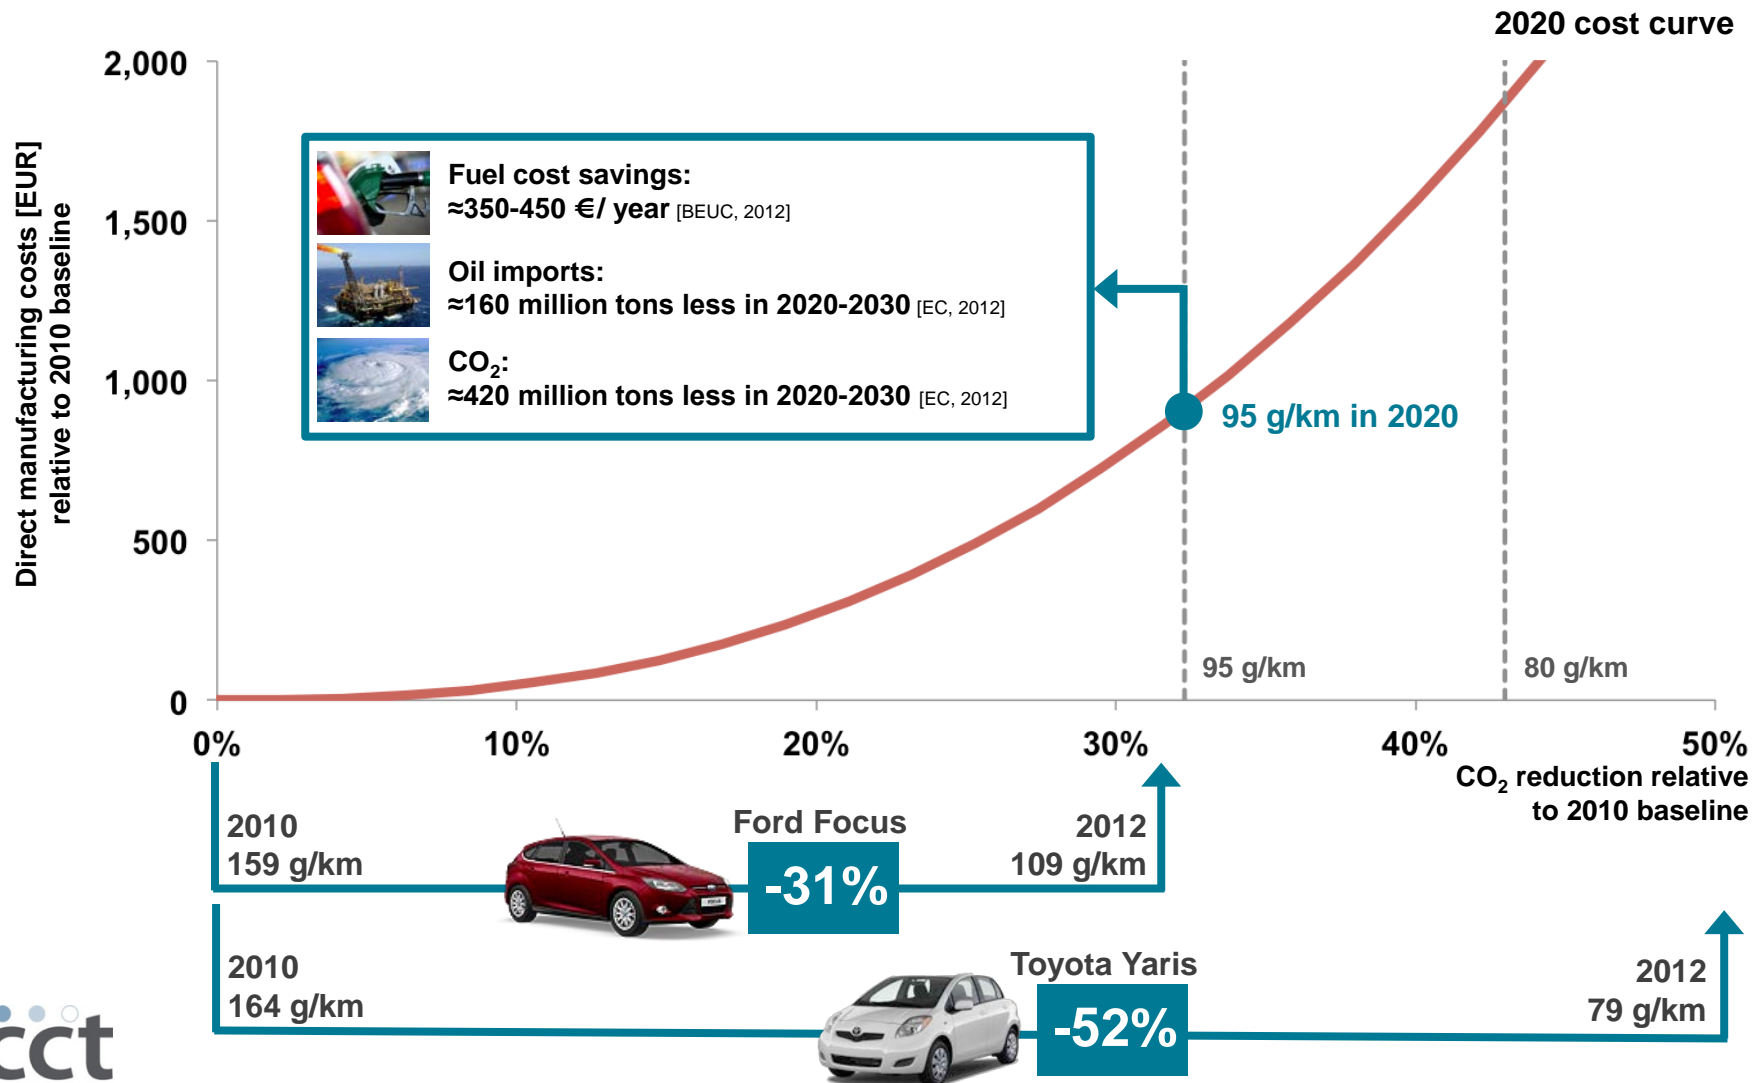 2020 cost curve
2,000
1,500
1,000
500
0
Direct manufacturing costs [EUR]
relative to 2010 baseline
Fuel cost savings:
≈350-450 €/ year [BEUC, 2012]
Oil imports:
≈160 million tons less in 2020-2030 [EC, 2012]
CO₂:
≈420 million tons less in 2020-2030 [EC, 2012]
95 g/km in 2020
95 g/km
80 g/km
0%
10%
20%
30%
40%
50%
CO₂ reduction relative
to 2010 baseline
2010
159 g/km
Ford Focus
-31%
2012
109 g/km
2010
164 g/km
Toyota Yaris
-52%
2012
79 g/km
cct